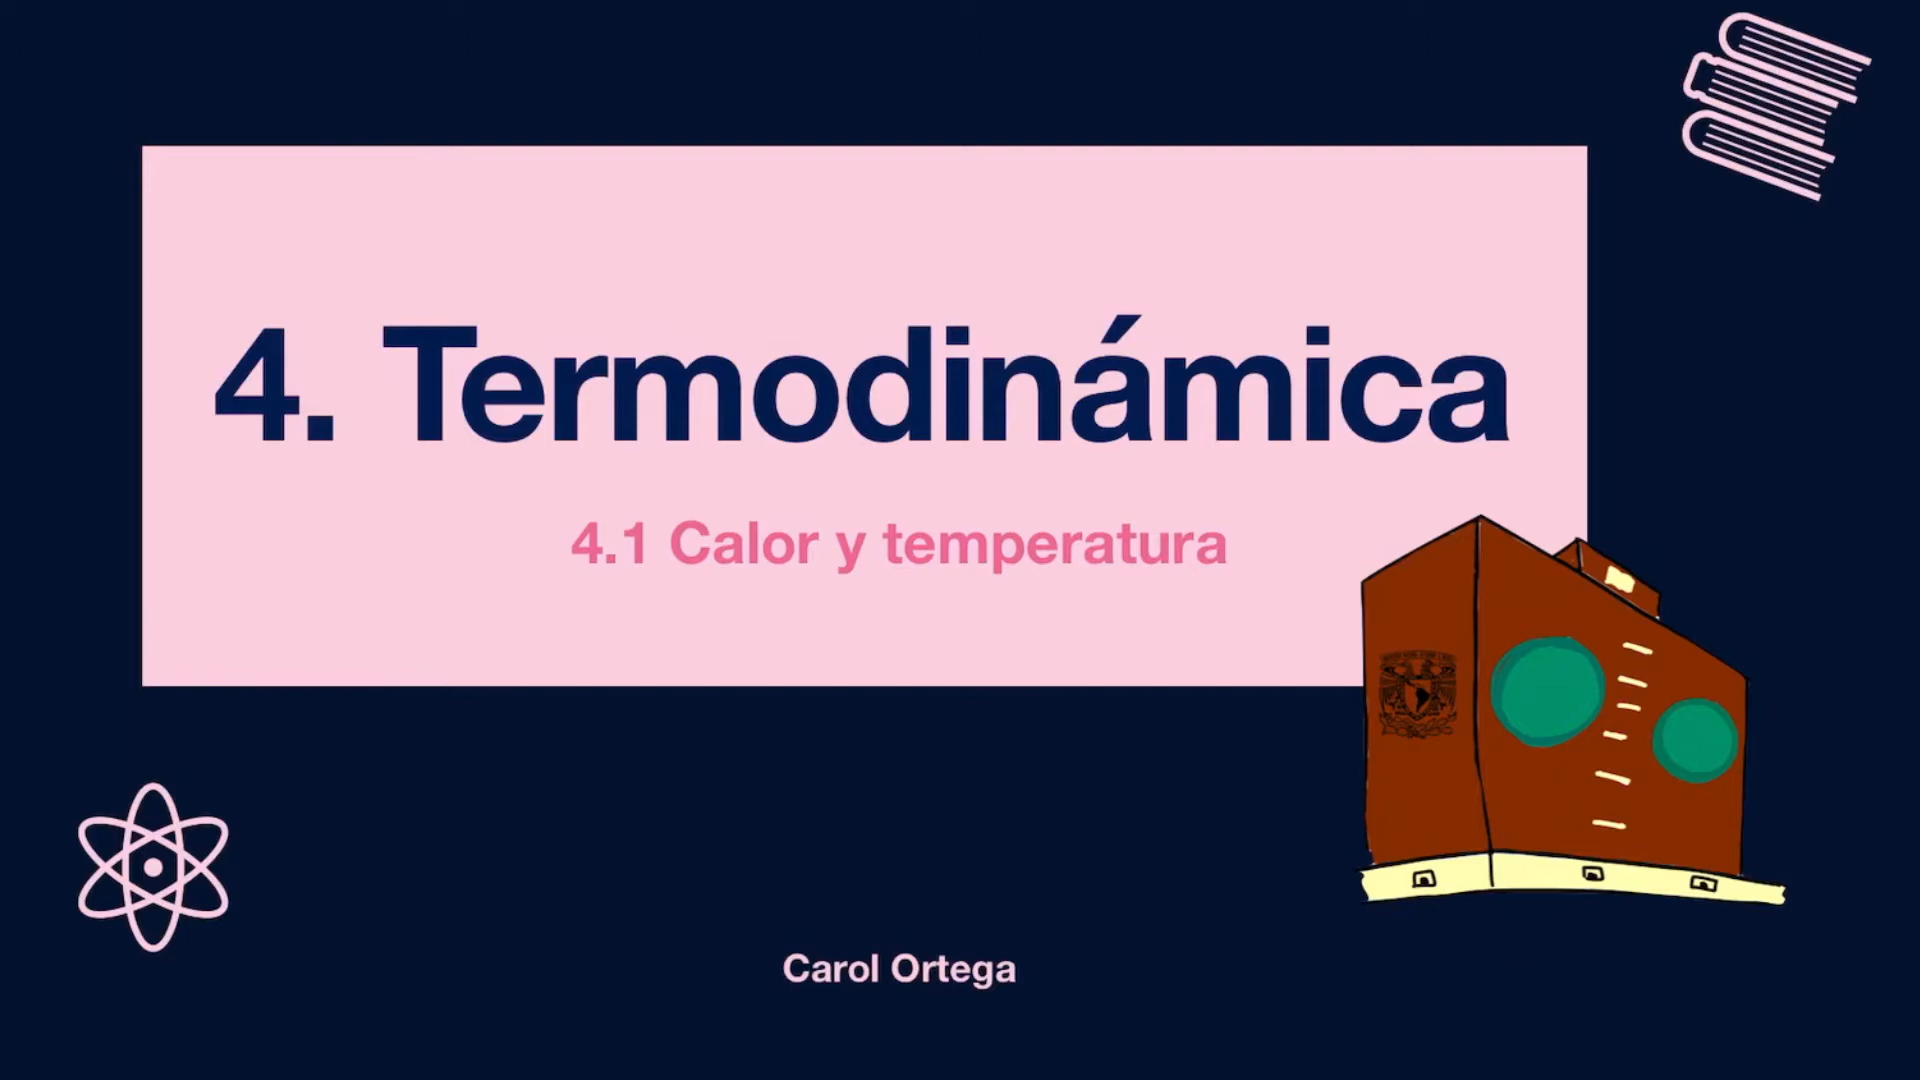 4. Termodinámica
4.1 Calor y temperatura
Carol Ortega